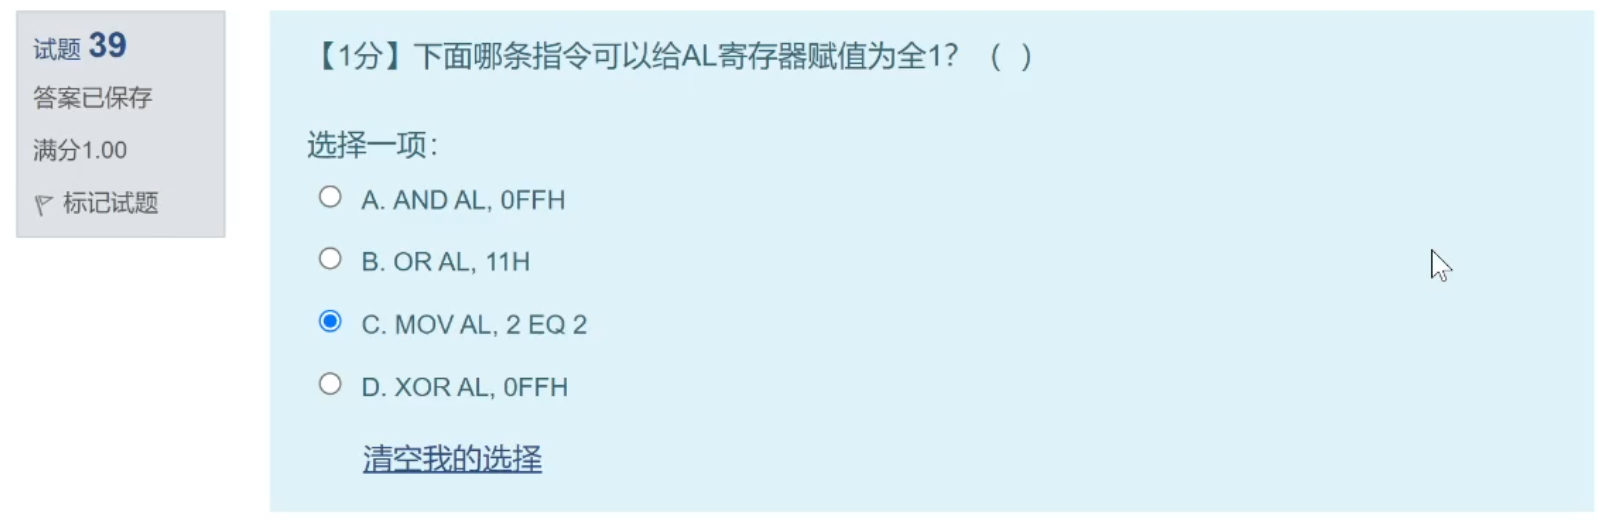 试题 39
答案已保存
满分1.00
标记试题
【1分】下面哪条指令可以给AL寄存器赋值为全1？（ ）
选择一项：
A. AND AL, 0FFH
B. OR AL, 11H
C. MOV AL, 2 EQ 2
D. XOR AL, 0FFH
清空我的选择